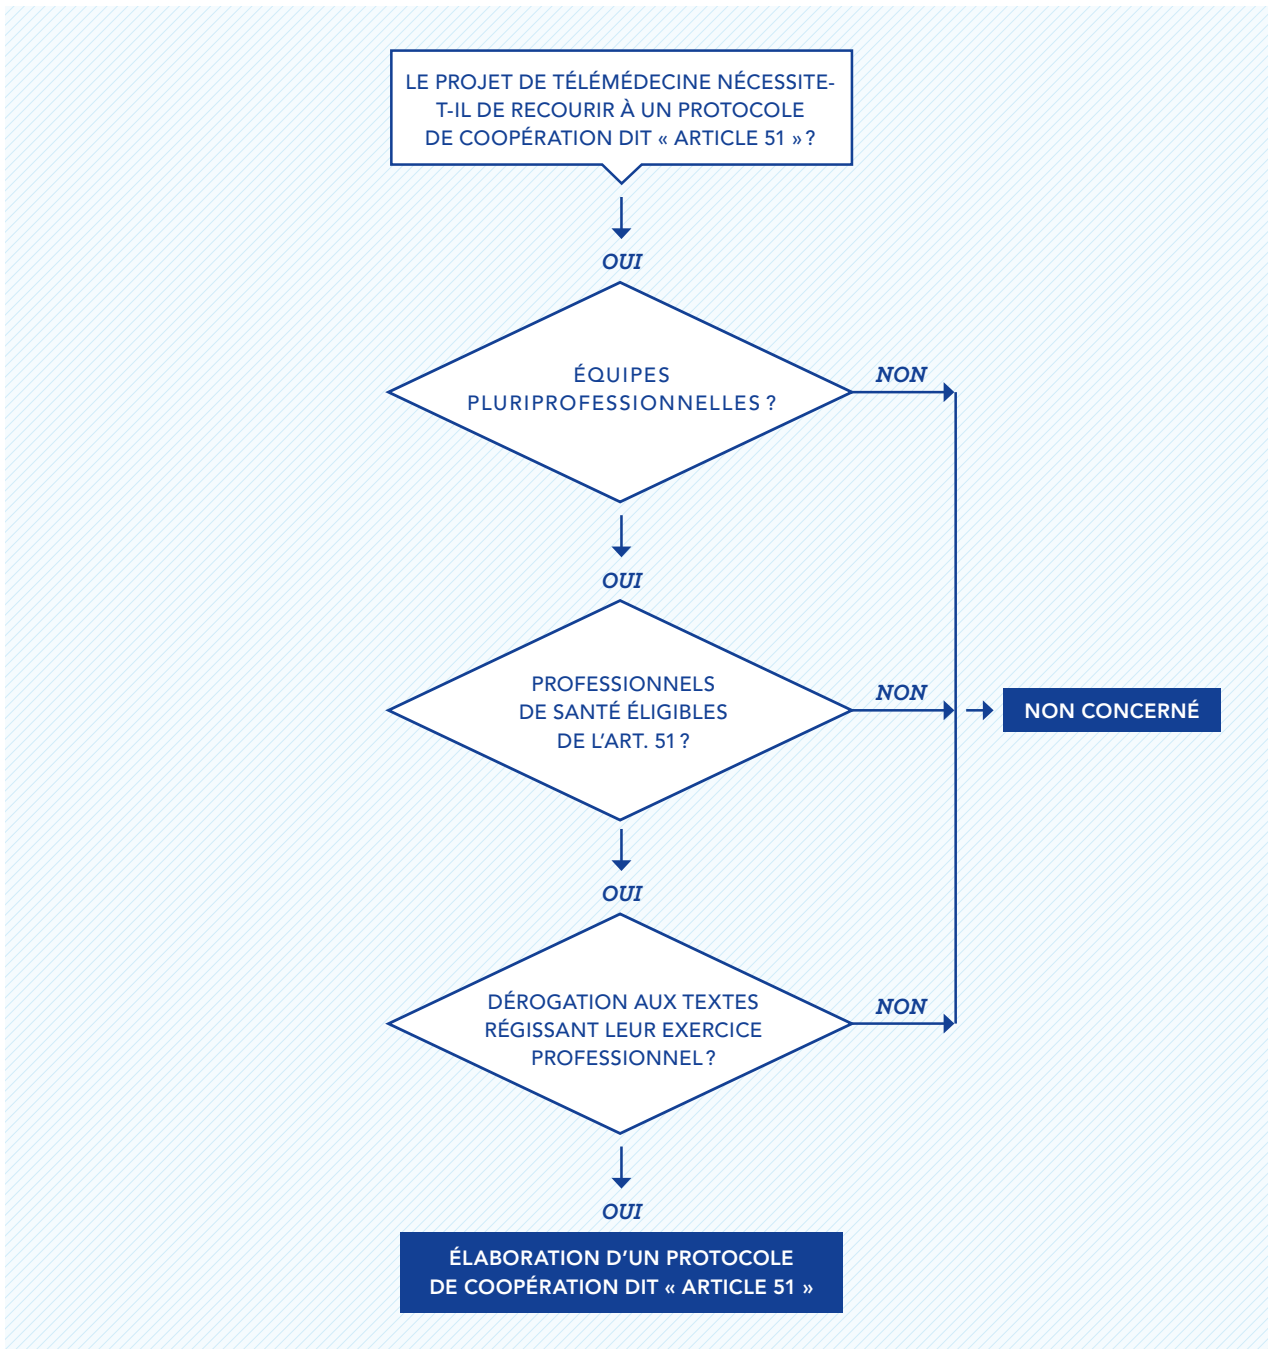 LE PROJET DE TÉLÉMÉDECINE NÉCESSITE-
T-IL DE RECOURIR À UN PROTOCOLE
DE COOPÉRATION DIT « ARTICLE 51 » ?
OUI
ÉQUIPES
PLURIPROFESSIONNELLES ?
NON
OUI
PROFESSIONNELS
DE SANTÉ ÉLIGIBLES
DE L’ART. 51 ?
NON
NON CONCERNÉ
OUI
DÉROGATION AUX TEXTES
RÉGISSANT LEUR EXERCICE
PROFESSIONNEL ?
NON
OUI
ÉLABORATION D’UN PROTOCOLE
DE COOPÉRATION DIT « ARTICLE 51 »